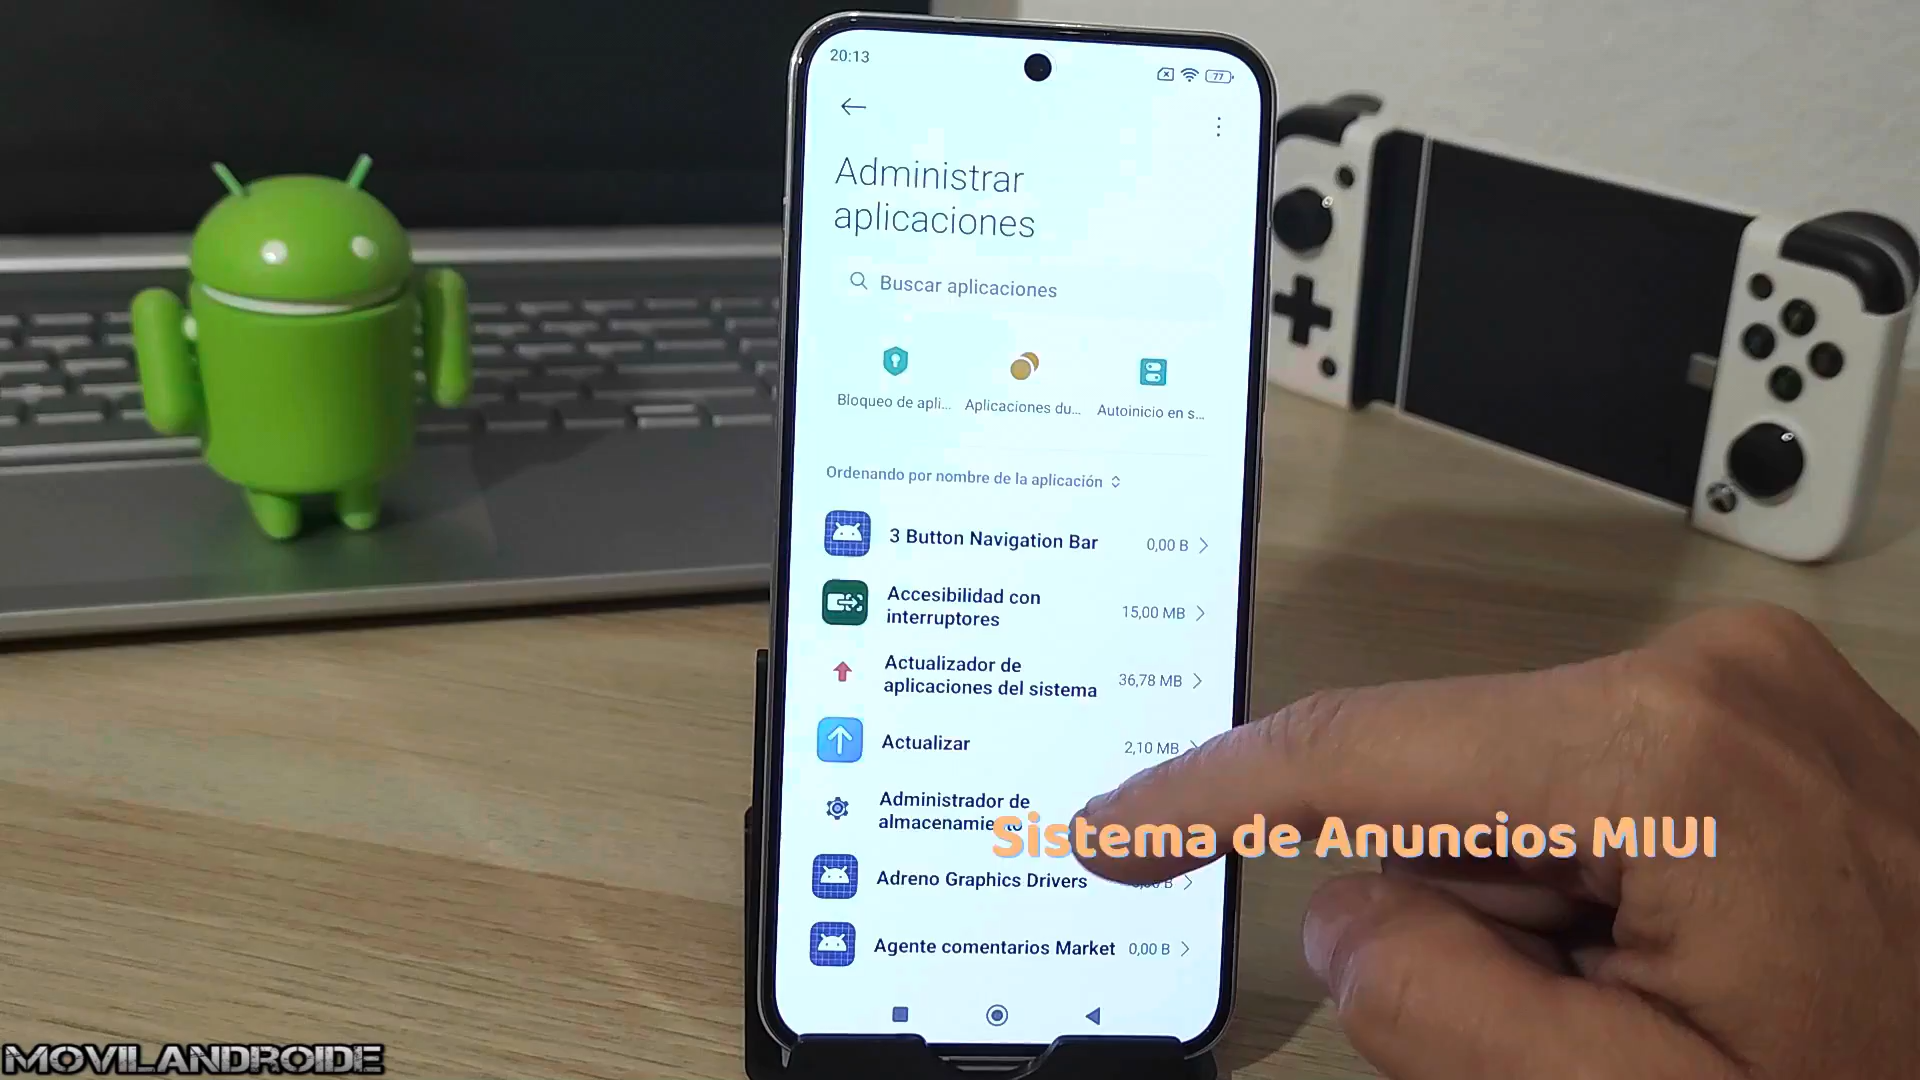 20:13
77
Administrar
aplicaciones
Buscar aplicaciones
Bloqueo de apli...
Aplicaciones du...
Autoinicio en s...
Ordenando por nombre de la aplicación
3 Button Navigation Bar
0,00 B
Accesibilidad con
interruptores
15,00 MB
Actualizador de
aplicaciones del sistema
36,78 MB
Actualizar
2,10 MB
Administrador de
almacenamiento
Sistema de Anuncios MIUI
Adreno Graphics Drivers
Agente comentarios Market
0,00 B
MOVILANDROIDE